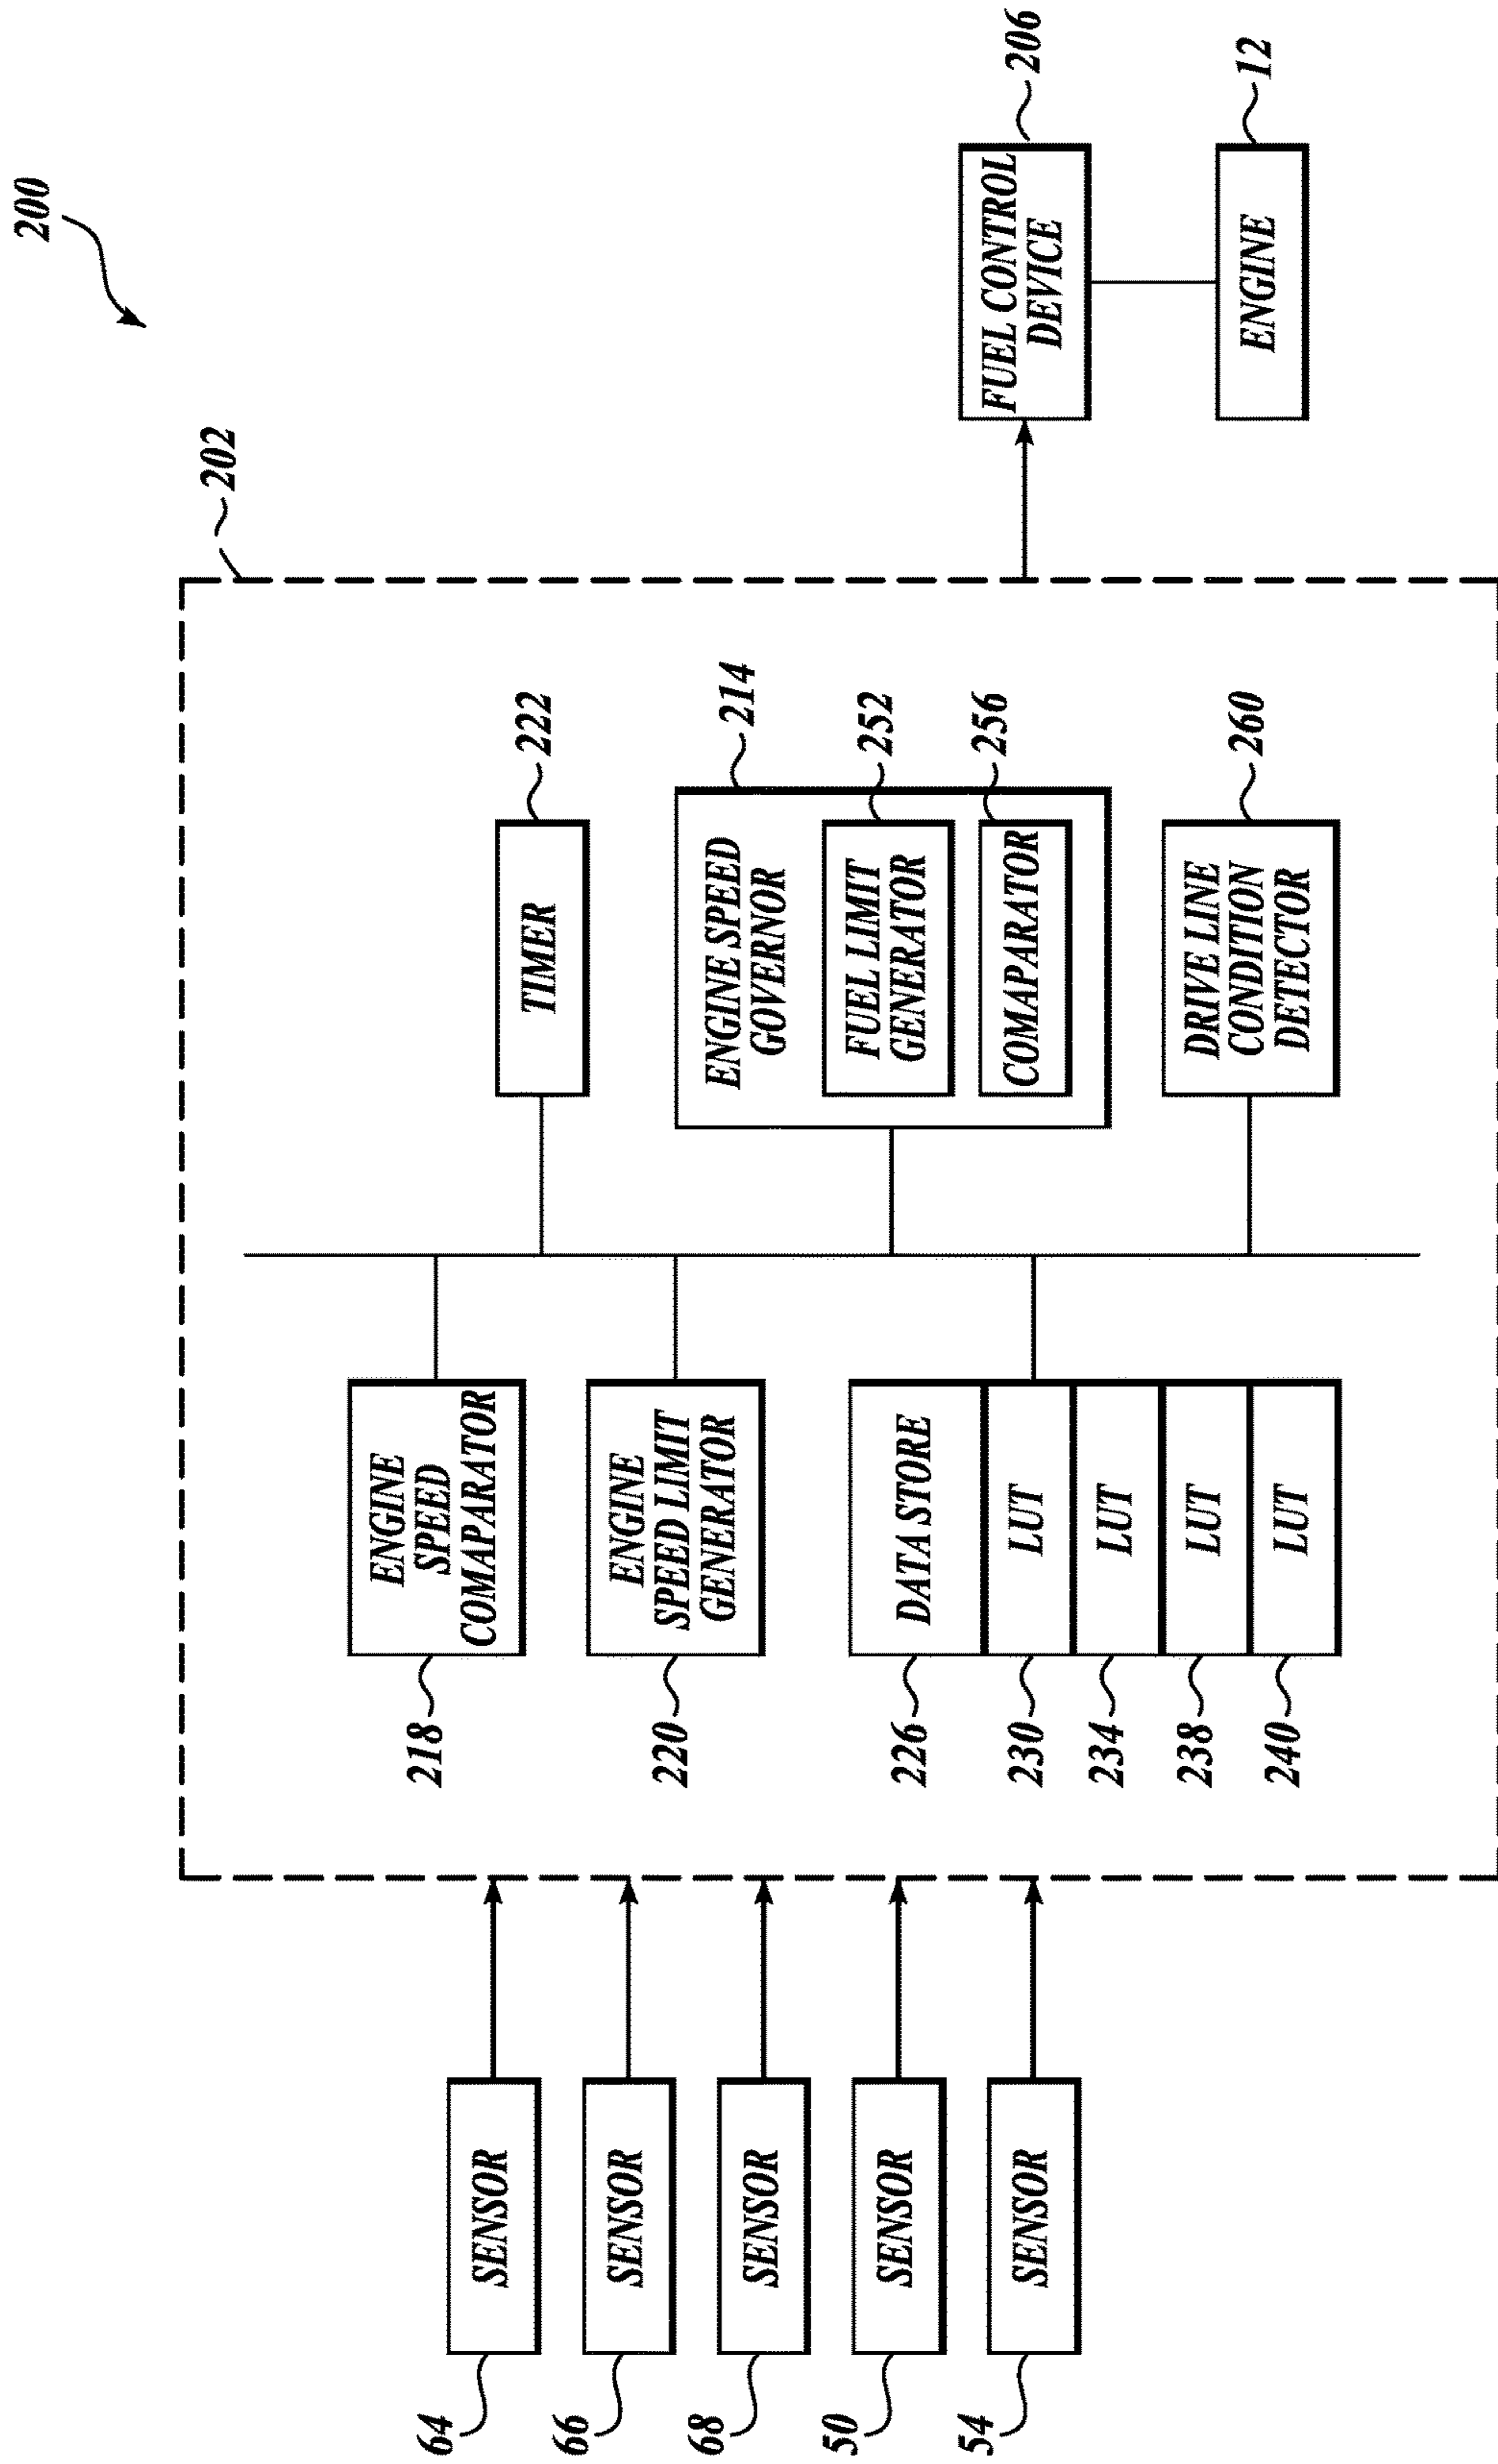 200
202
64
SENSOR
66
SENSOR
68
SENSOR
50
SENSOR
54
SENSOR
ENGINE
SPEED
COMAPARATOR
218
ENGINE
SPEED LIMIT
GENERATOR
220
DATA STORE
226
LUT
230
LUT
234
LUT
238
LUT
240
TIMER
222
ENGINE SPEED
GOVERNOR
214
FUEL LIMIT
GENERATOR
252
COMAPARATOR
256
DRIVE LINE
CONDITION
DETECTOR
260
FUEL CONTROL
DEVICE
206
ENGINE
12